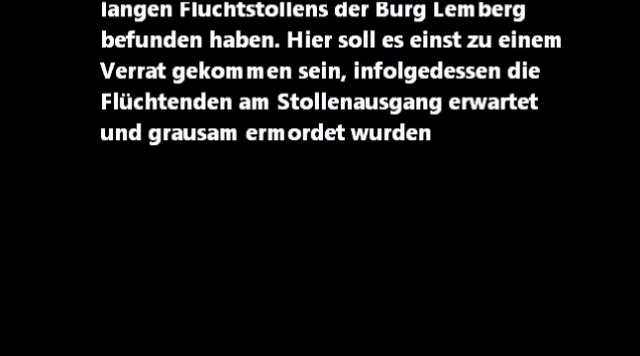 langen Fluchtstollens der Burg Lemberg
befunden haben. Hier soll es einst zu einem
Verrat gekommen sein, infolgedessen die
Flüchtenden am Stollenausgang erwartet
und grausam ermordet wurden